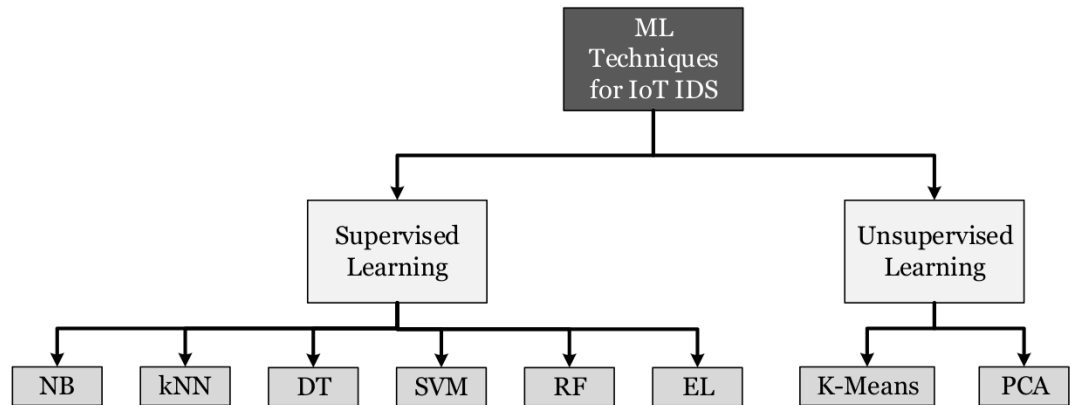 ML
Techniques
for IoT IDS
Supervised
Learning
Unsupervised
Learning
NB
kNN
DT
SVM
RF
EL
K-Means
PCA